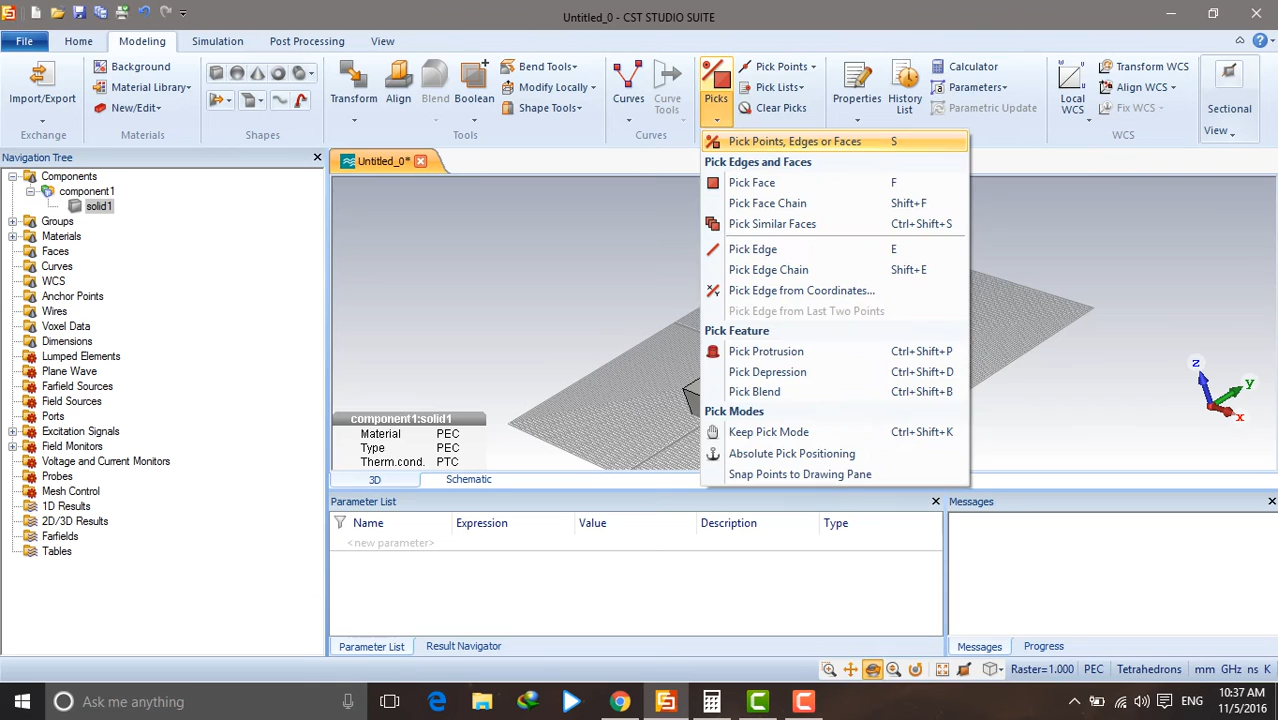 Untitled_0 - CST STUDIO SUITE
File Home Modeling Simulation Post Processing View
Import/Export
Exchange
Background
Material Library
New/Edit
Materials
Shapes
Transform
Align
Blend
Boolean
Bend Tools
Modify Locally
Shape Tools
Tools
Curves
Curve Tools
Curves
Picks
Pick Points
Pick Lists
Clear Picks
Properties
History List
Calculator
Parameters
Parametric Update
Local WCS
Transform WCS
Align WCS
Fix WCS
WCS
Sectional
View
Pick Points, Edges or Faces S
Pick Edges and Faces
Pick Face F
Pick Face Chain Shift+F
Pick Similar Faces Ctrl+Shift+S
Pick Edge E
Pick Edge Chain Shift+E
Pick Edge from Coordinates...
Pick Edge from Last Two Points
Pick Feature
Pick Protrusion Ctrl+Shift+P
Pick Depression Ctrl+Shift+D
Pick Blend Ctrl+Shift+B
Pick Modes
Keep Pick Mode Ctrl+Shift+K
Absolute Pick Positioning
Snap Points to Drawing Pane
Navigation Tree
Components
component1
solid1
Groups
Materials
Faces
Curves
WCS
Anchor Points
Wires
Voxel Data
Dimensions
Lumped Elements
Plane Wave
Farfield Sources
Field Sources
Ports
Excitation Signals
Field Monitors
Voltage and Current Monitors
Probes
Mesh Control
1D Results
2D/3D Results
Farfields
Tables
Untitled_0*
component1:solid1
Material PEC
Type PEC
Therm.cond. PTC
z
y
x
3D Schematic
Parameter List
Name Expression Value Description Type
<new parameter>
Parameter List Result Navigator
Messages
Messages Progress
Raster=1.000 PEC Tetrahedrons mm GHz ns K
Ask me anything
ENG
10:37 AM
11/5/2016